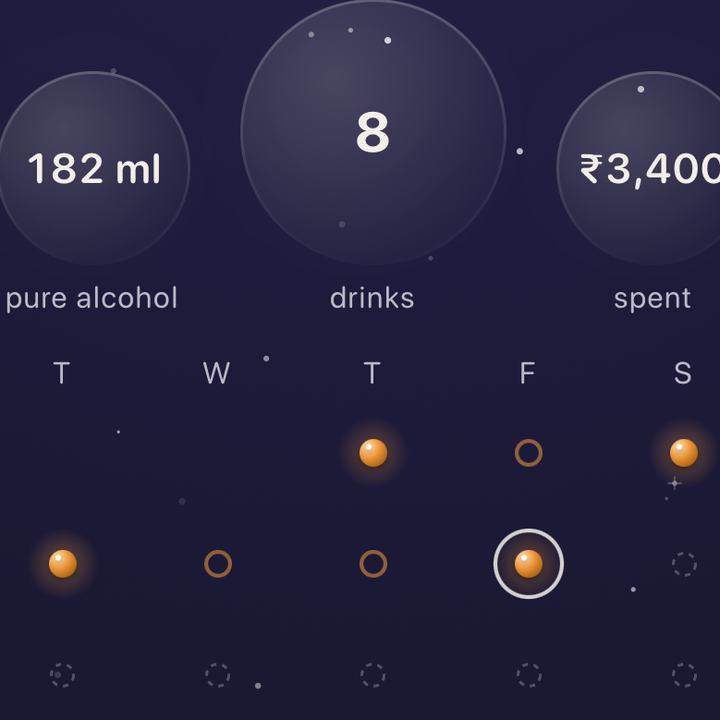 182 ml
8
₹3,400
pure alcohol
drinks
spent
T W T F S